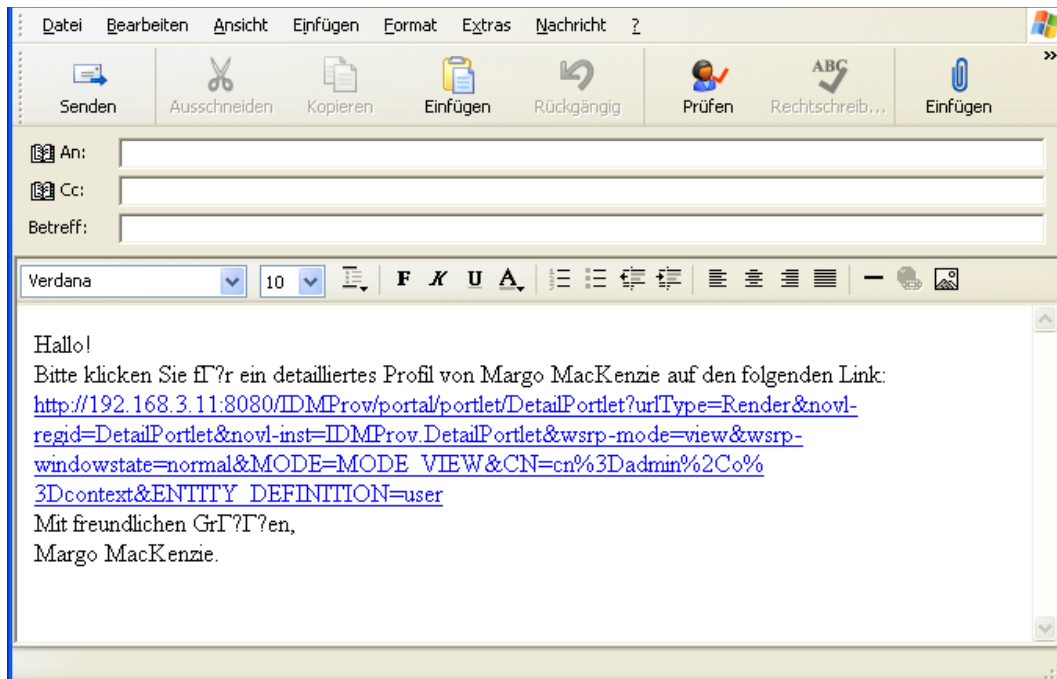 Datei Bearbeiten Ansicht Einfügen Format Extras Nachricht ?
Senden Ausschneiden Kopieren Einfügen Rückgängig Prüfen ABC Rechtschreib... Einfügen »
An:
Cc:
Betreff:
Verdana 10 F K U A
Hallo!
Bitte klicken Sie fГ?r ein detailliertes Profil von Margo MacKenzie auf den folgenden Link:
http://192.168.3.11:8080/IDMProv/portal/portlet/DetailPortlet?urlType=Render&novl-
regid=DetailPortlet&novl-inst=IDMProv.DetailPortlet&wsrp-mode=view&wsrp-
windowstate=normal&MODE=MODE_VIEW&CN=cn%3Dadmin%2Co%
3Dcontext&ENTITY_DEFINITION=user
Mit freundlichen GrГ?Г?en,
Margo MacKenzie.